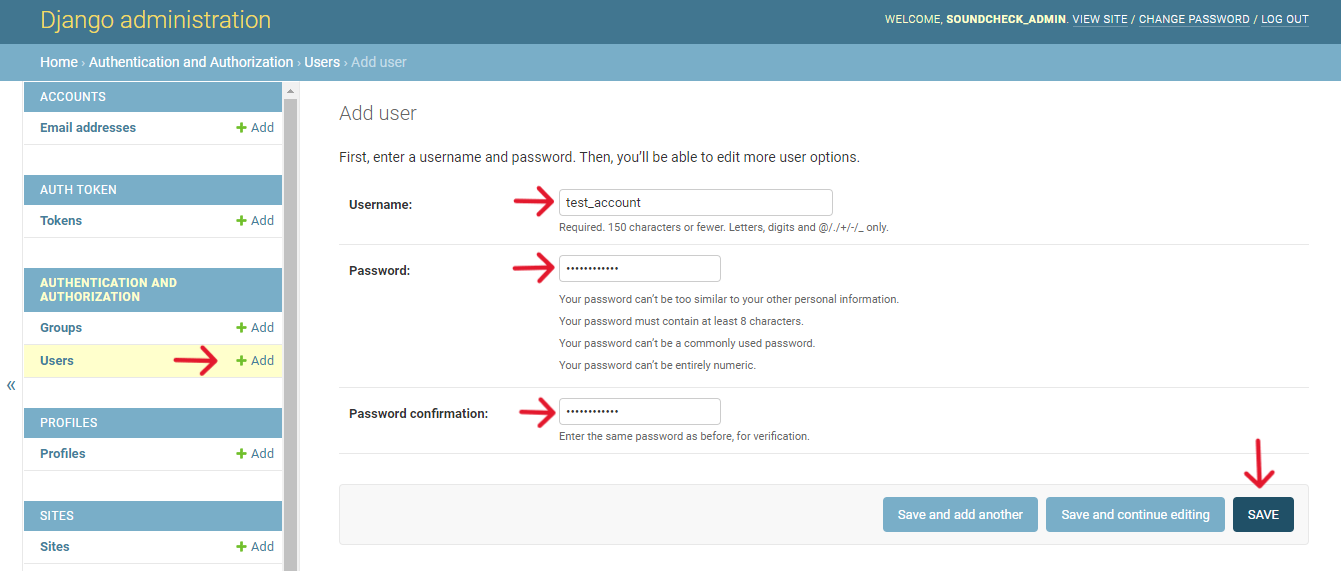 Django administration
WELCOME, SOUNDCHECK_ADMIN. VIEW SITE / CHANGE PASSWORD / LOG OUT
Home › Authentication and Authorization › Users › Add user
ACCOUNTS
Email addresses + Add
AUTH TOKEN
Tokens + Add
AUTHENTICATION AND
AUTHORIZATION
Groups + Add
Users + Add
PROFILES
Profiles + Add
SITES
Sites + Add
«
Add user
First, enter a username and password. Then, you’ll be able to edit more user options.
Username: test_account
Required. 150 characters or fewer. Letters, digits and @/./+/-/_ only.
Password: ••••••••••••
Your password can’t be too similar to your other personal information.
Your password must contain at least 8 characters.
Your password can’t be a commonly used password.
Your password can’t be entirely numeric.
Password confirmation: ••••••••••••
Enter the same password as before, for verification.
Save and add another
Save and continue editing
SAVE